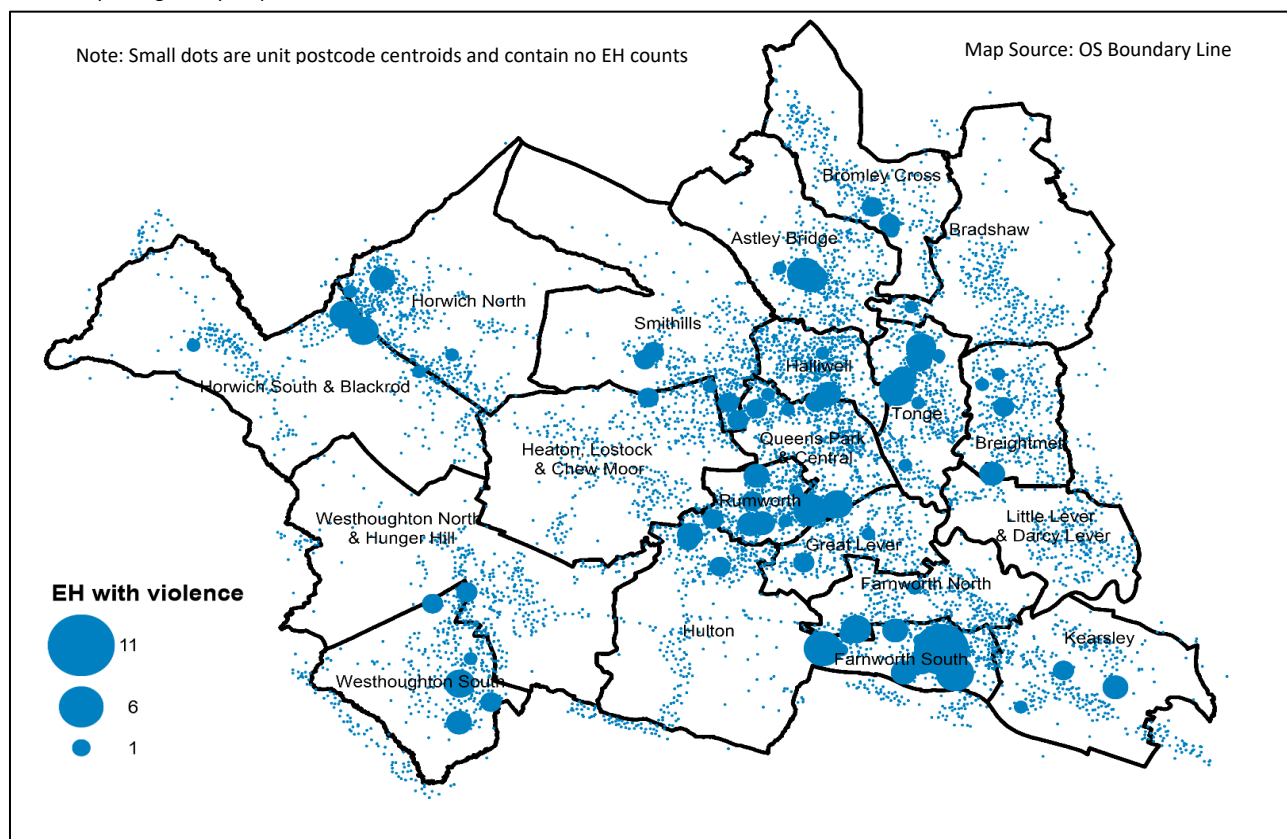 Note: Small dots are unit postcode centroids and contain no EH counts
Map Source: OS Boundary Line
Bromley Cross
Bradshaw
Astley Bridge
Horwich North
Smithills
Halliwell
Horwich South & Blackrod
Tonge
Queens Park
& Central
Breightmet
Heaton, Lostock
& Chew Moor
Rumworth
Westhoughton North
& Hunger Hill
Little Lever
& Darcy Lever
Great Lever
Farnworth North
EH with violence
11
6
1
Hulton
Kearsley
Farnworth South
Westhoughton South